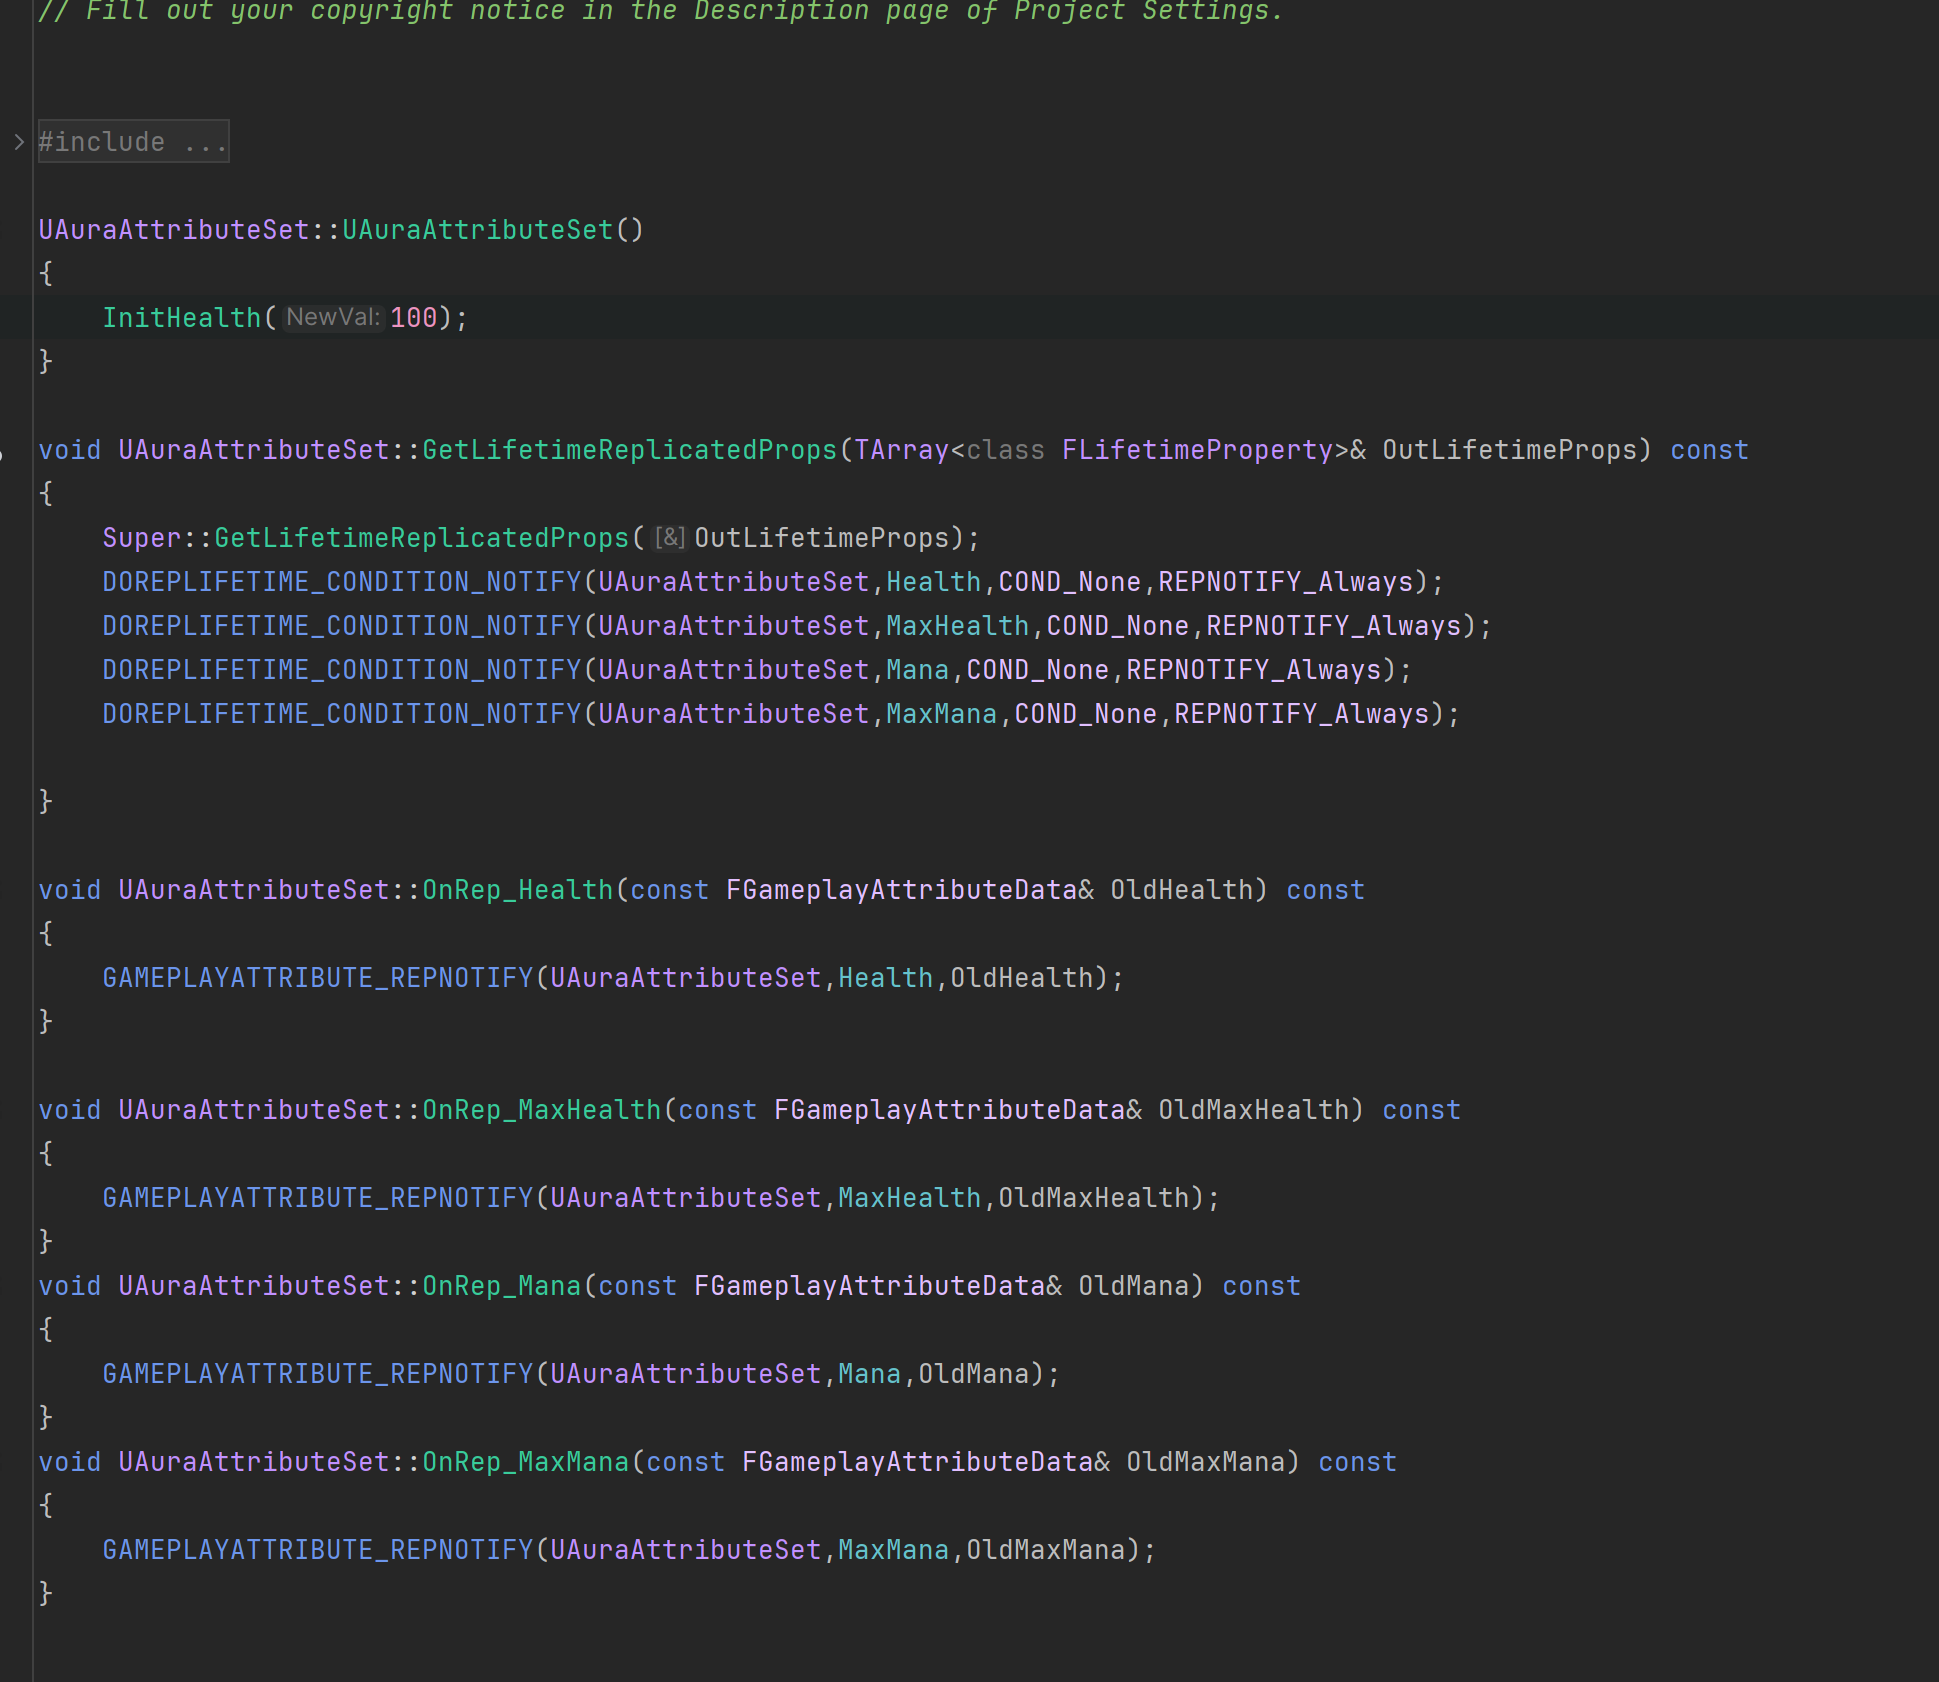 // Fill out your copyright notice in the Description page of Project Settings.
#include ...
UAuraAttributeSet::UAuraAttributeSet()
{
    InitHealth( NewVal: 100);
}
void UAuraAttributeSet::GetLifetimeReplicatedProps(TArray<class FLifetimeProperty>& OutLifetimeProps) const
{
    Super::GetLifetimeReplicatedProps( [&] OutLifetimeProps);
    DOREPLIFETIME_CONDITION_NOTIFY(UAuraAttributeSet,Health,COND_None,REPNOTIFY_Always);
    DOREPLIFETIME_CONDITION_NOTIFY(UAuraAttributeSet,MaxHealth,COND_None,REPNOTIFY_Always);
    DOREPLIFETIME_CONDITION_NOTIFY(UAuraAttributeSet,Mana,COND_None,REPNOTIFY_Always);
    DOREPLIFETIME_CONDITION_NOTIFY(UAuraAttributeSet,MaxMana,COND_None,REPNOTIFY_Always);
}
void UAuraAttributeSet::OnRep_Health(const FGameplayAttributeData& OldHealth) const
{
    GAMEPLAYATTRIBUTE_REPNOTIFY(UAuraAttributeSet,Health,OldHealth);
}
void UAuraAttributeSet::OnRep_MaxHealth(const FGameplayAttributeData& OldMaxHealth) const
{
    GAMEPLAYATTRIBUTE_REPNOTIFY(UAuraAttributeSet,MaxHealth,OldMaxHealth);
}
void UAuraAttributeSet::OnRep_Mana(const FGameplayAttributeData& OldMana) const
{
    GAMEPLAYATTRIBUTE_REPNOTIFY(UAuraAttributeSet,Mana,OldMana);
}
void UAuraAttributeSet::OnRep_MaxMana(const FGameplayAttributeData& OldMaxMana) const
{
    GAMEPLAYATTRIBUTE_REPNOTIFY(UAuraAttributeSet,MaxMana,OldMaxMana);
}